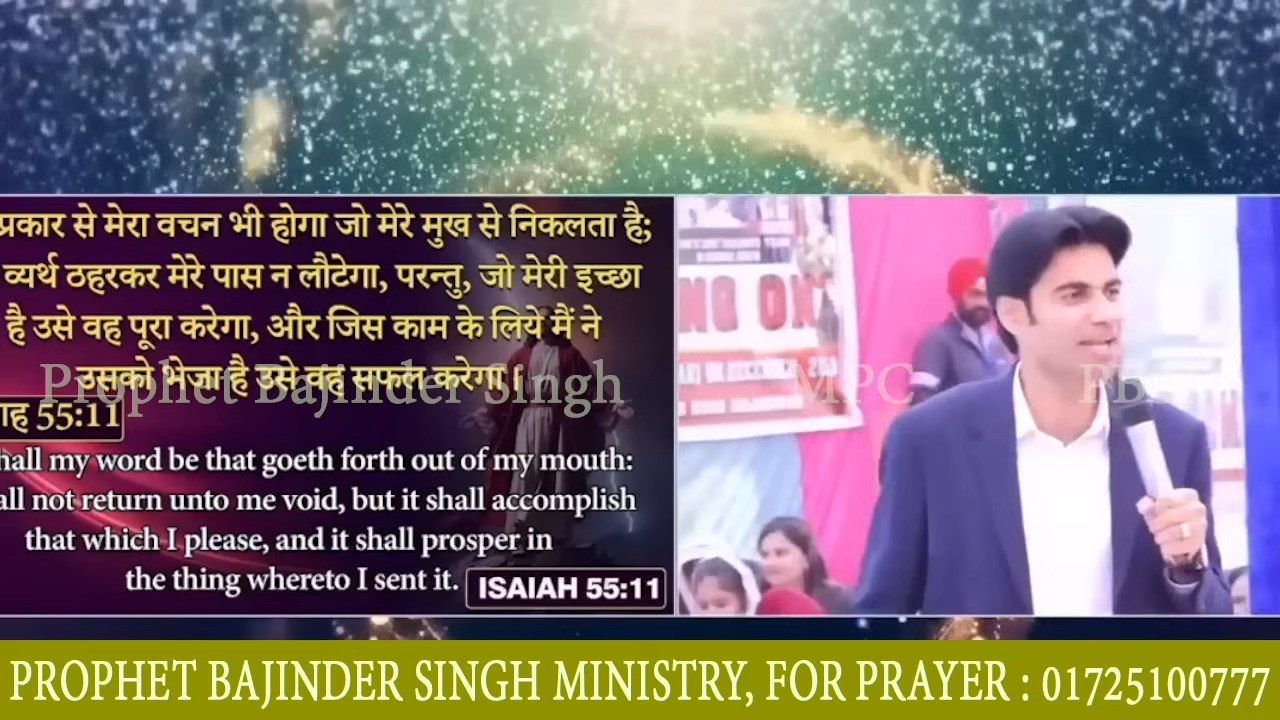 प्रकार से मेरा वचन भी होगा जो मेरे मुख से निकलता है;
व्यर्थ ठहरकर मेरे पास न लौटेगा, परन्तु, जो मेरी इच्छा
है उसे वह पूरा करेगा, और जिस काम के लिये मैं ने
उसको भेजा है उसे वह सफल करेगा।
Prophet Bajinder Singh MPC PBS
55:11
hall my word be that goeth forth out of my mouth:
all not return unto me void, but it shall accomplish
that which I please, and it shall prosper in
the thing whereto I sent it.
ISAIAH 55:11
PROPHET BAJINDER SINGH MINISTRY, FOR PRAYER : 01725100777